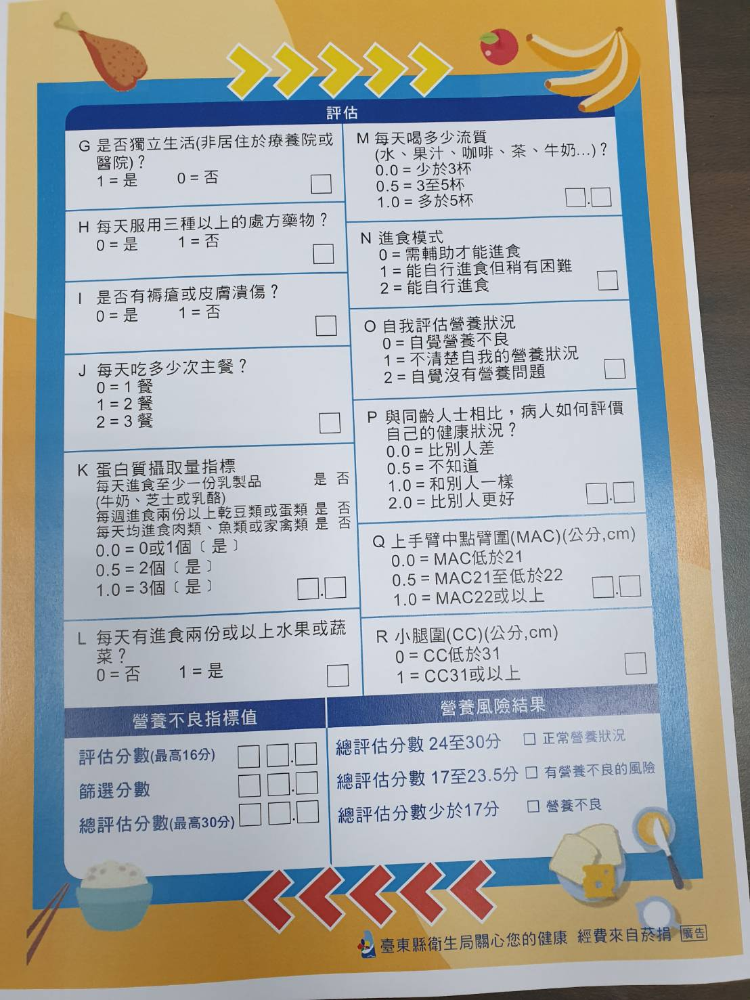 評估
G 是否獨立生活(非居住於療養院或
醫院)?
1 = 是 0 = 否
H 每天服用三種以上的處方藥物?
0 = 是 1 = 否
I 是否有褥瘡或皮膚潰傷?
0 = 是 1 = 否
J 每天吃多少次主餐?
0 = 1 餐
1 = 2 餐
2 = 3 餐
K 蛋白質攝取量指標
每天進食至少一份乳製品 是 否
(牛奶、芝士或乳酪)
每週進食兩份以上乾豆類或蛋類 是 否
每天均進食肉類、魚類或家禽類 是 否
0.0 = 0或1個﹝是﹞
0.5 = 2個﹝是﹞
1.0 = 3個﹝是﹞
L 每天有進食兩份或以上水果或蔬
菜?
0 = 否 1 = 是
M 每天喝多少流質
(水、果汁、咖啡、茶、牛奶...)?
0.0 = 少於3杯
0.5 = 3至5杯
1.0 = 多於5杯
N 進食模式
0 = 需輔助才能進食
1 = 能自行進食但稍有困難
2 = 能自行進食
O 自我評估營養狀況
0 = 自覺營養不良
1 = 不清楚自我的營養狀況
2 = 自覺沒有營養問題
P 與同齡人士相比,病人如何評價
自己的健康狀況?
0.0 = 比別人差
0.5 = 不知道
1.0 = 和別人一樣
2.0 = 比別人更好
Q 上手臂中點臂圍(MAC)(公分,cm)
0.0 = MAC低於21
0.5 = MAC21至低於22
1.0 = MAC22或以上
R 小腿圍(CC)(公分,cm)
0 = CC低於31
1 = CC31或以上
營養不良指標值
評估分數(最高16分)
篩選分數
總評估分數(最高30分)
營養風險結果
總評估分數 24至30分 □ 正常營養狀況
總評估分數 17至23.5分 □ 有營養不良的風險
總評估分數少於17分 □ 營養不良
臺東縣衛生局關心您的健康 經費來自菸捐 廣告